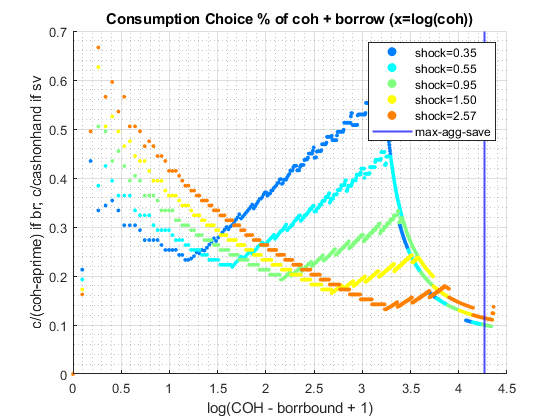 Consumption Choice % of coh + borrow (x=log(coh))
c/(coh-aprime) if br, c/cashonhand if sv
0.7
0.6
0.5
0.4
0.3
0.2
0.1
0
shock=0.35
shock=0.55
shock=0.95
shock=1.50
shock=2.57
max-agg-save
0 0.5 1 1.5 2 2.5 3 3.5 4 4.5
log(COH - borrbound + 1)